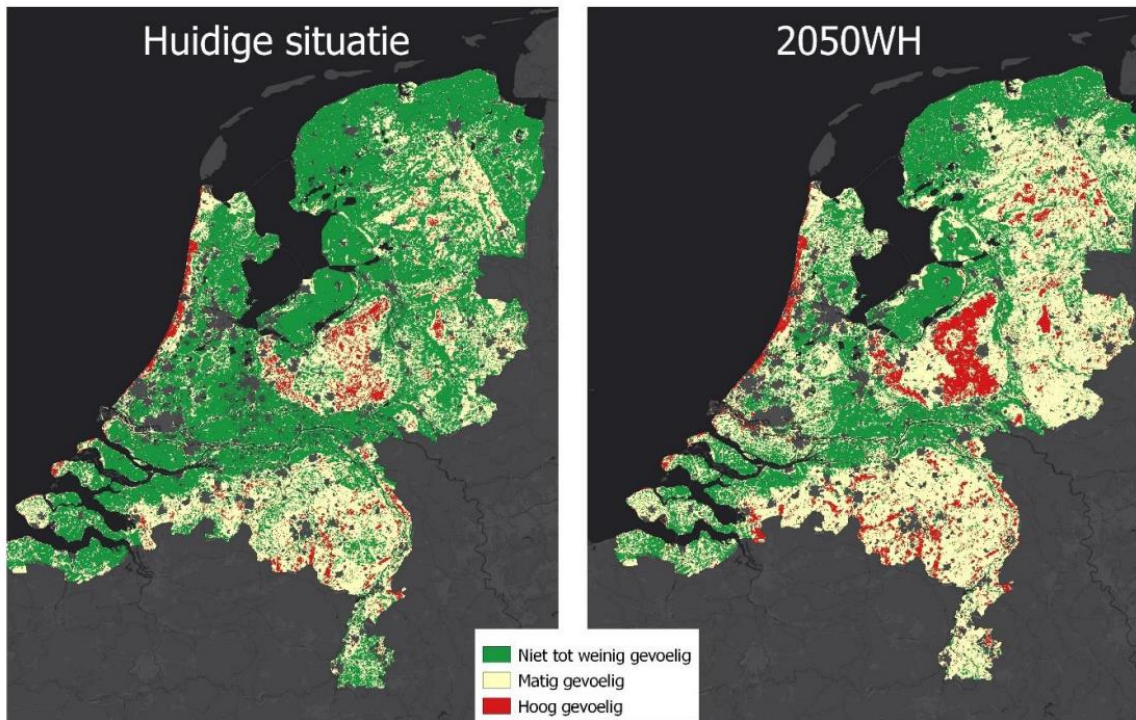 Huidige situatie
2050WH
Niet tot weinig gevoelig
Matig gevoelig
Hoog gevoelig